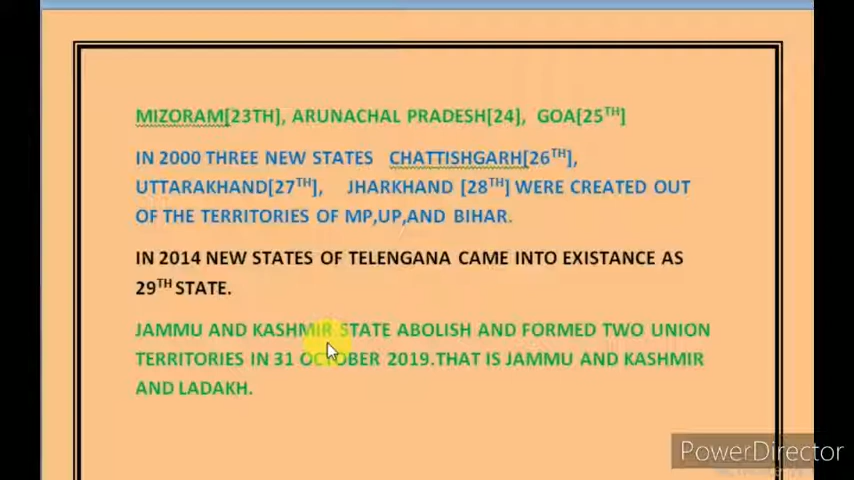 MIZORAM[23TH], ARUNACHAL PRADESH[24], GOA[25TH]
IN 2000 THREE NEW STATES CHATTISHGARH[26TH],
UTTARAKHAND[27TH], JHARKHAND [28TH] WERE CREATED OUT
OF THE TERRITORIES OF MP,UP,AND BIHAR.
IN 2014 NEW STATES OF TELENGANA CAME INTO EXISTANCE AS
29TH STATE.
JAMMU AND KASHMIR STATE ABOLISH AND FORMED TWO UNION
TERRITORIES IN 31 OCTOBER 2019.THAT IS JAMMU AND KASHMIR
AND LADAKH.
PowerDirector